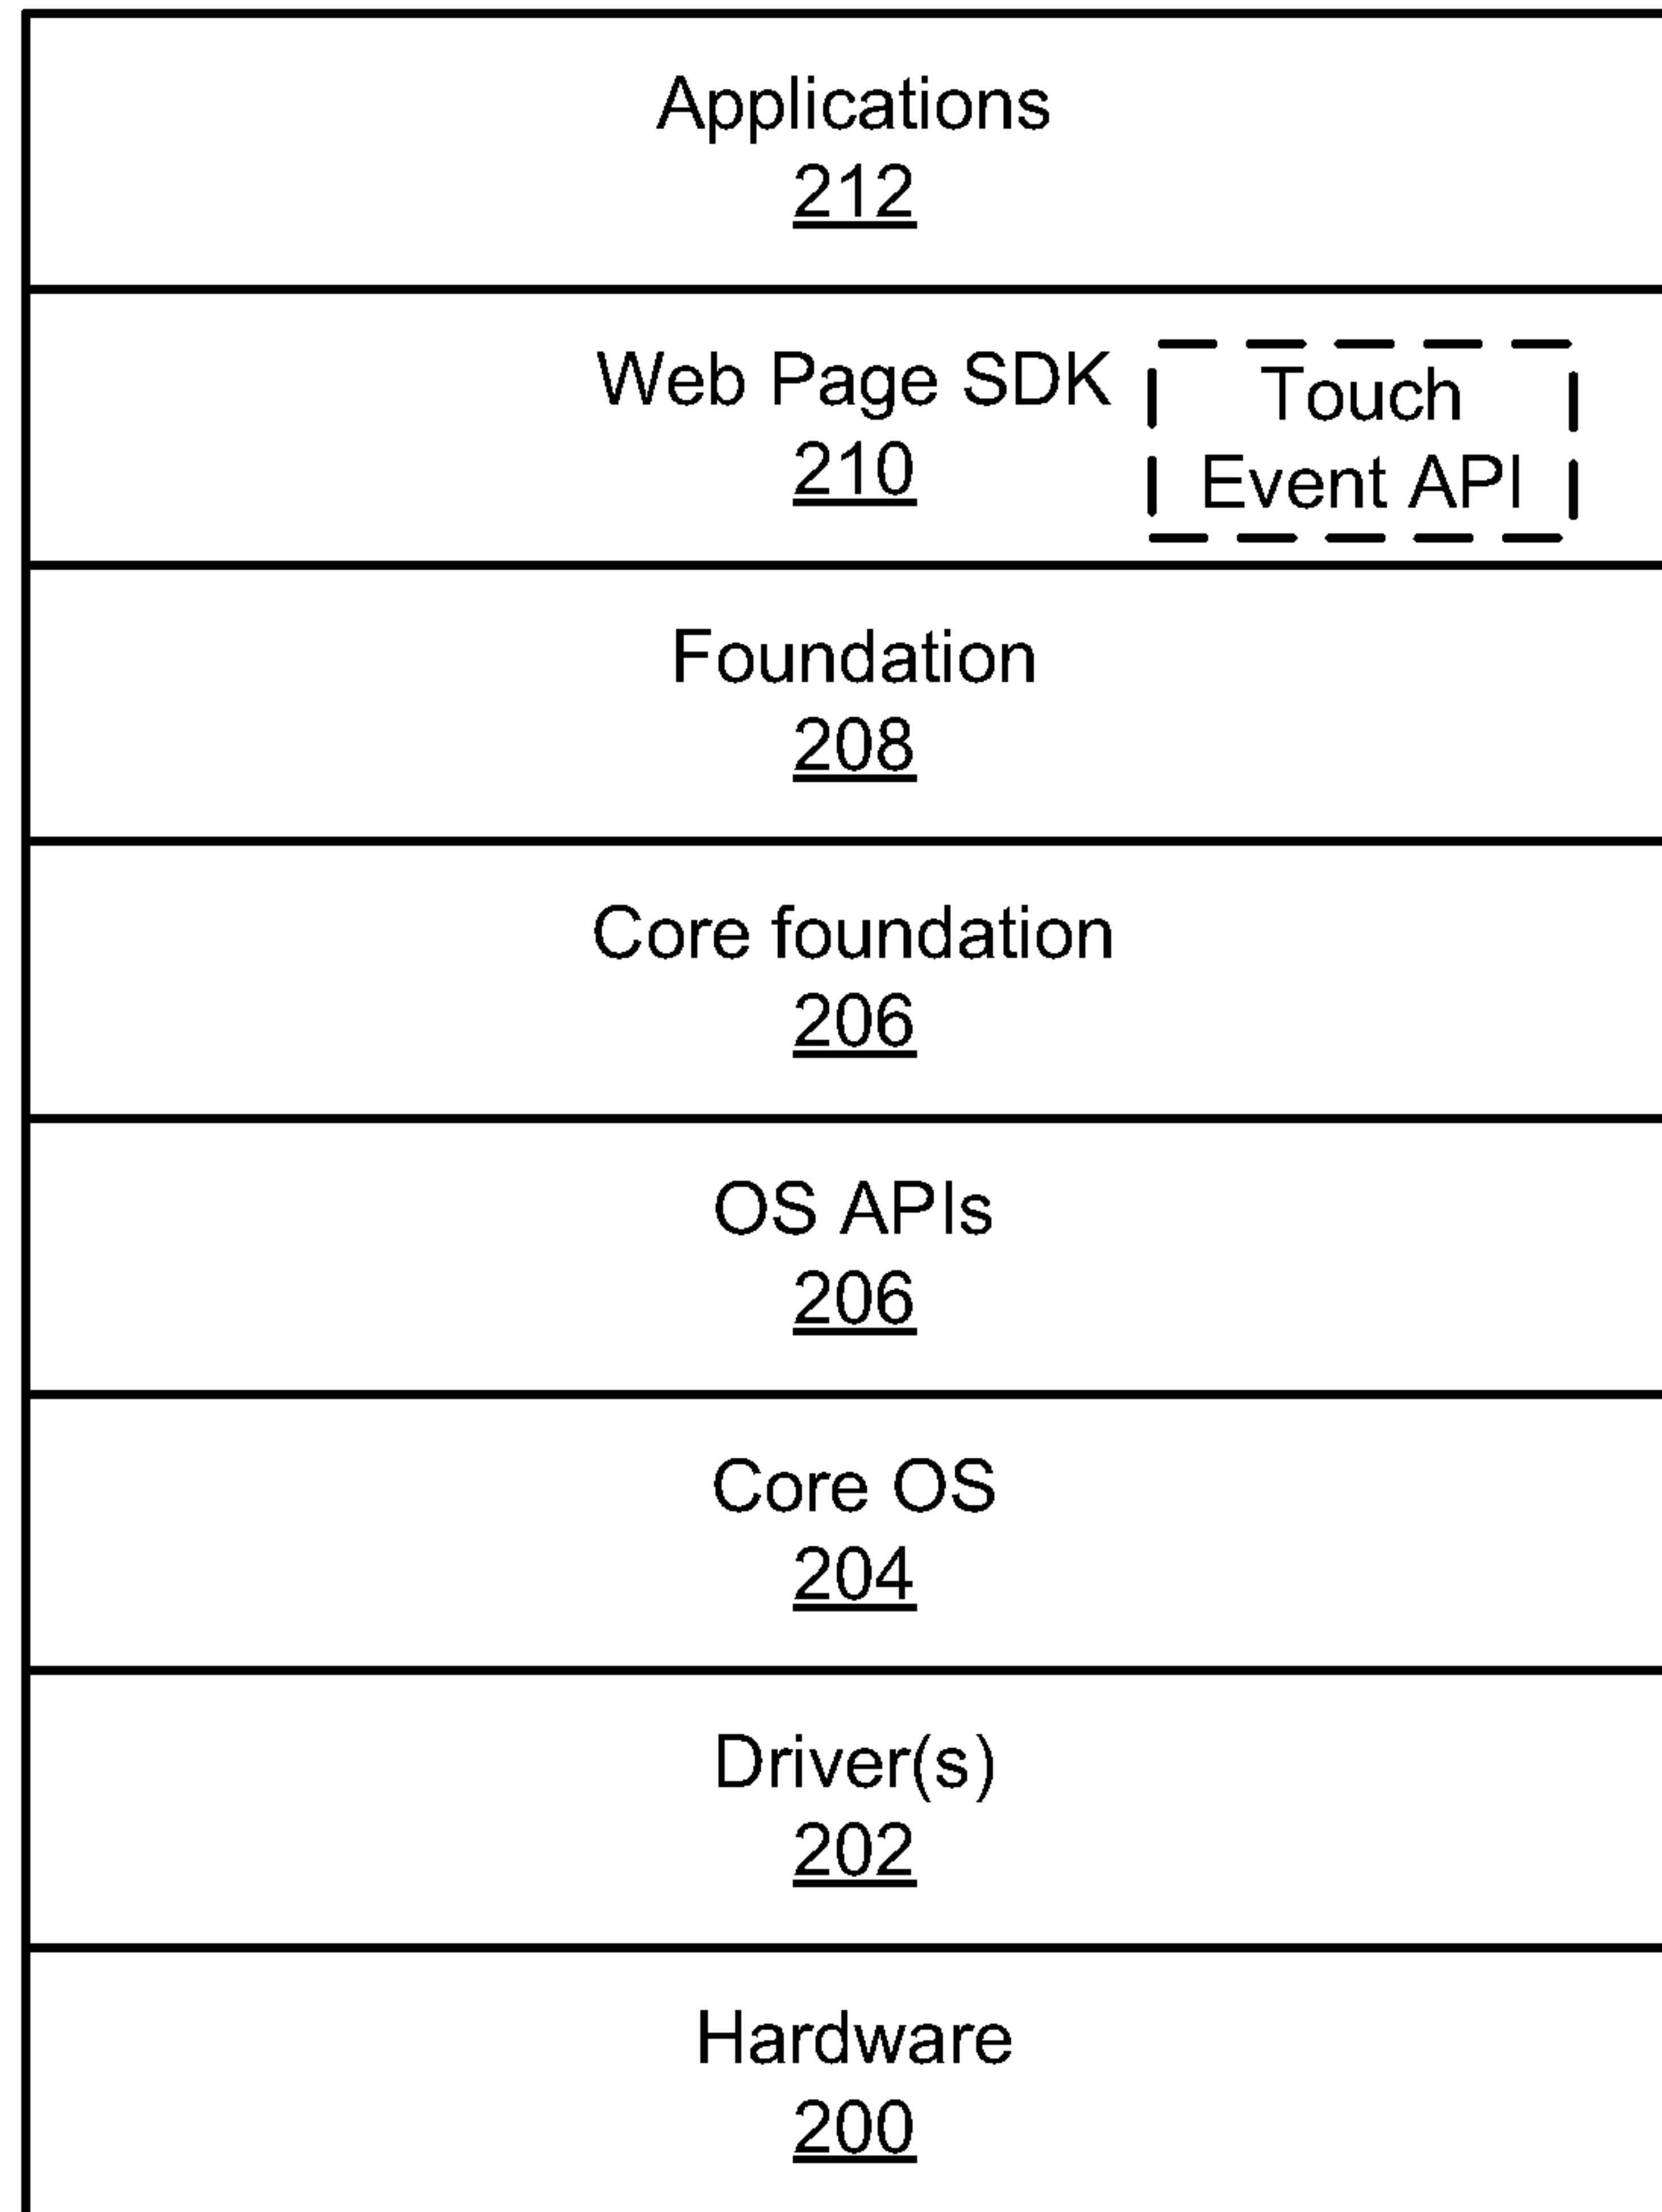 Applications
212
Web Page SDK
210
Touch
Event API
Foundation
208
Core foundation
206
OS APIs
206
Core OS
204
Driver(s)
202
Hardware
200